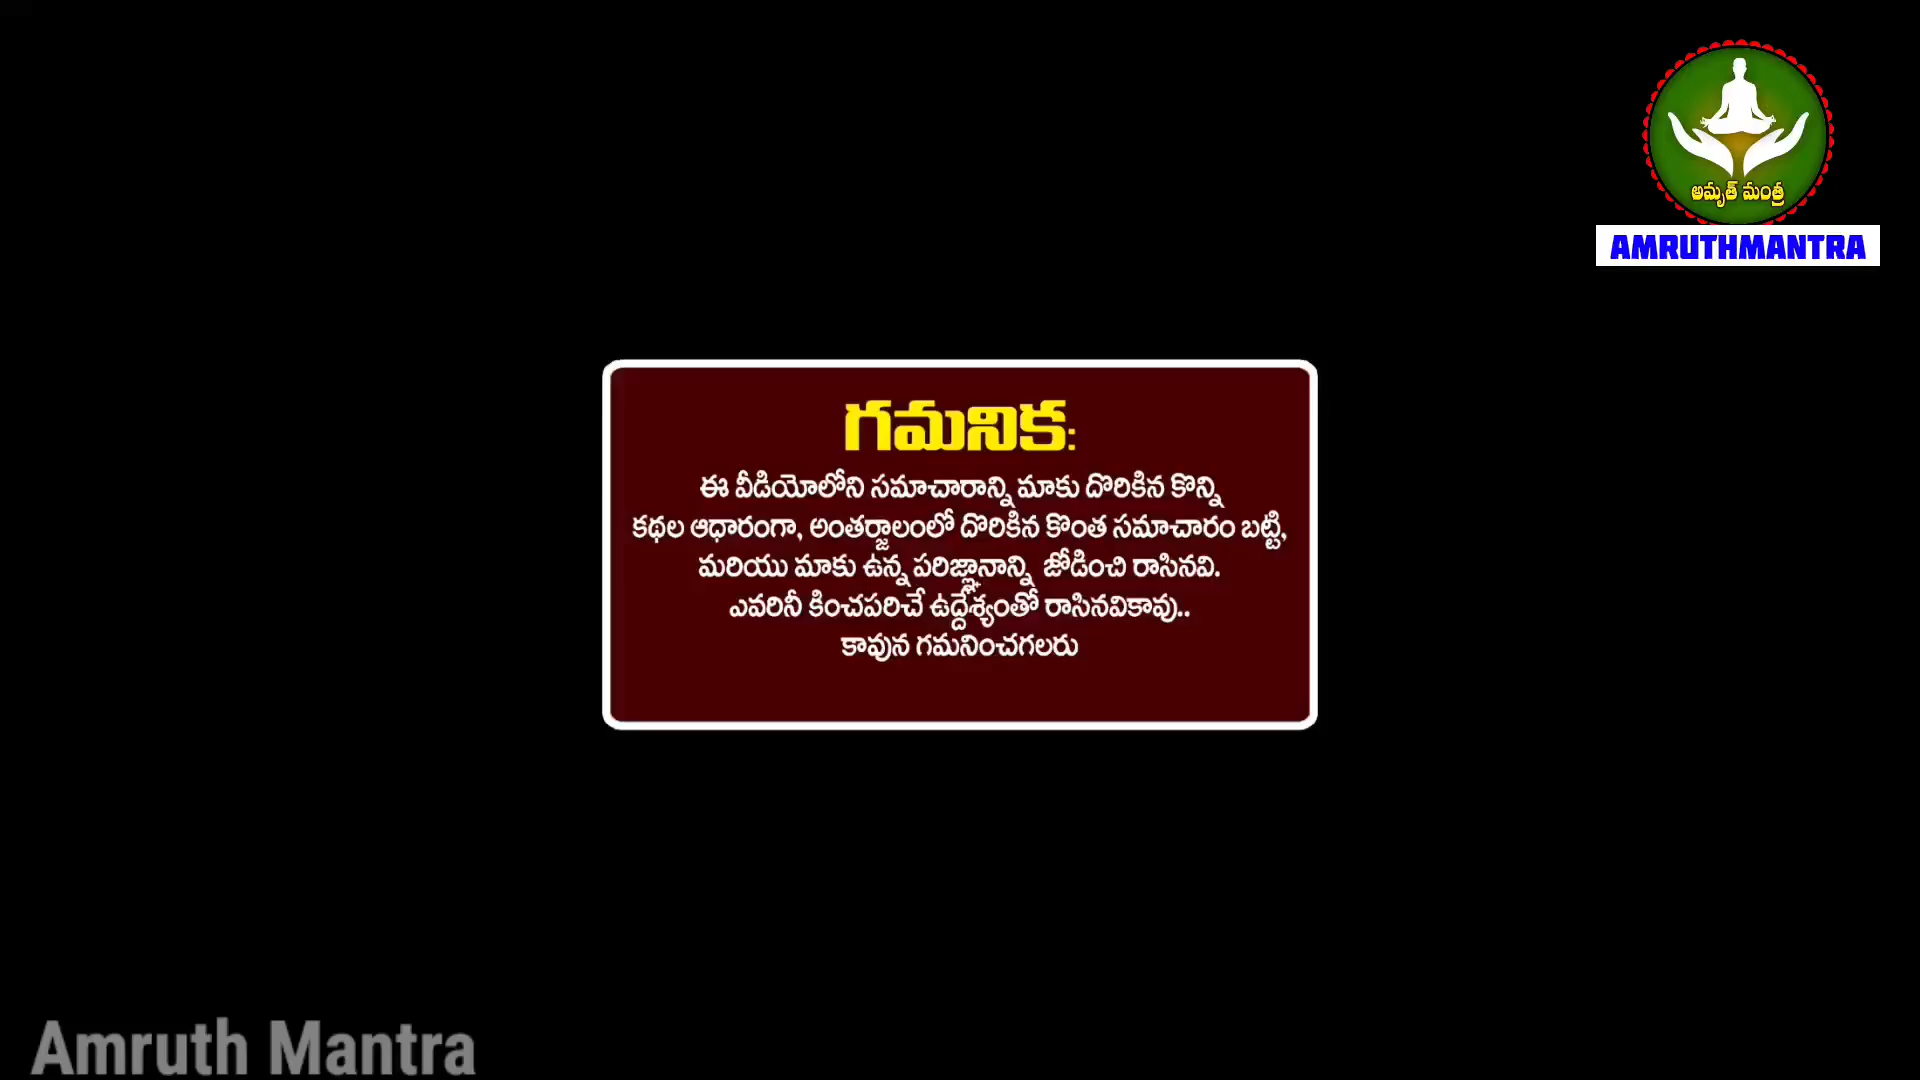 అమృత్ మంత్ర
AMRUTHMANTRA
గమనిక:
ఈ వీడియోలోని సమాచారాన్ని మాకు దొరికిన కొన్ని
కథల ఆధారంగా, అంతర్జాలంలో దొరికిన కొంత సమాచారం బట్టి,
మరియు మాకు ఉన్న పరిజ్ఞానాన్ని జోడించి రాసినవి.
ఎవరినీ కించపరిచే ఉద్దేశ్యంతో రాసినవికావు..
కావున గమనించగలరు
Amruth Mantra